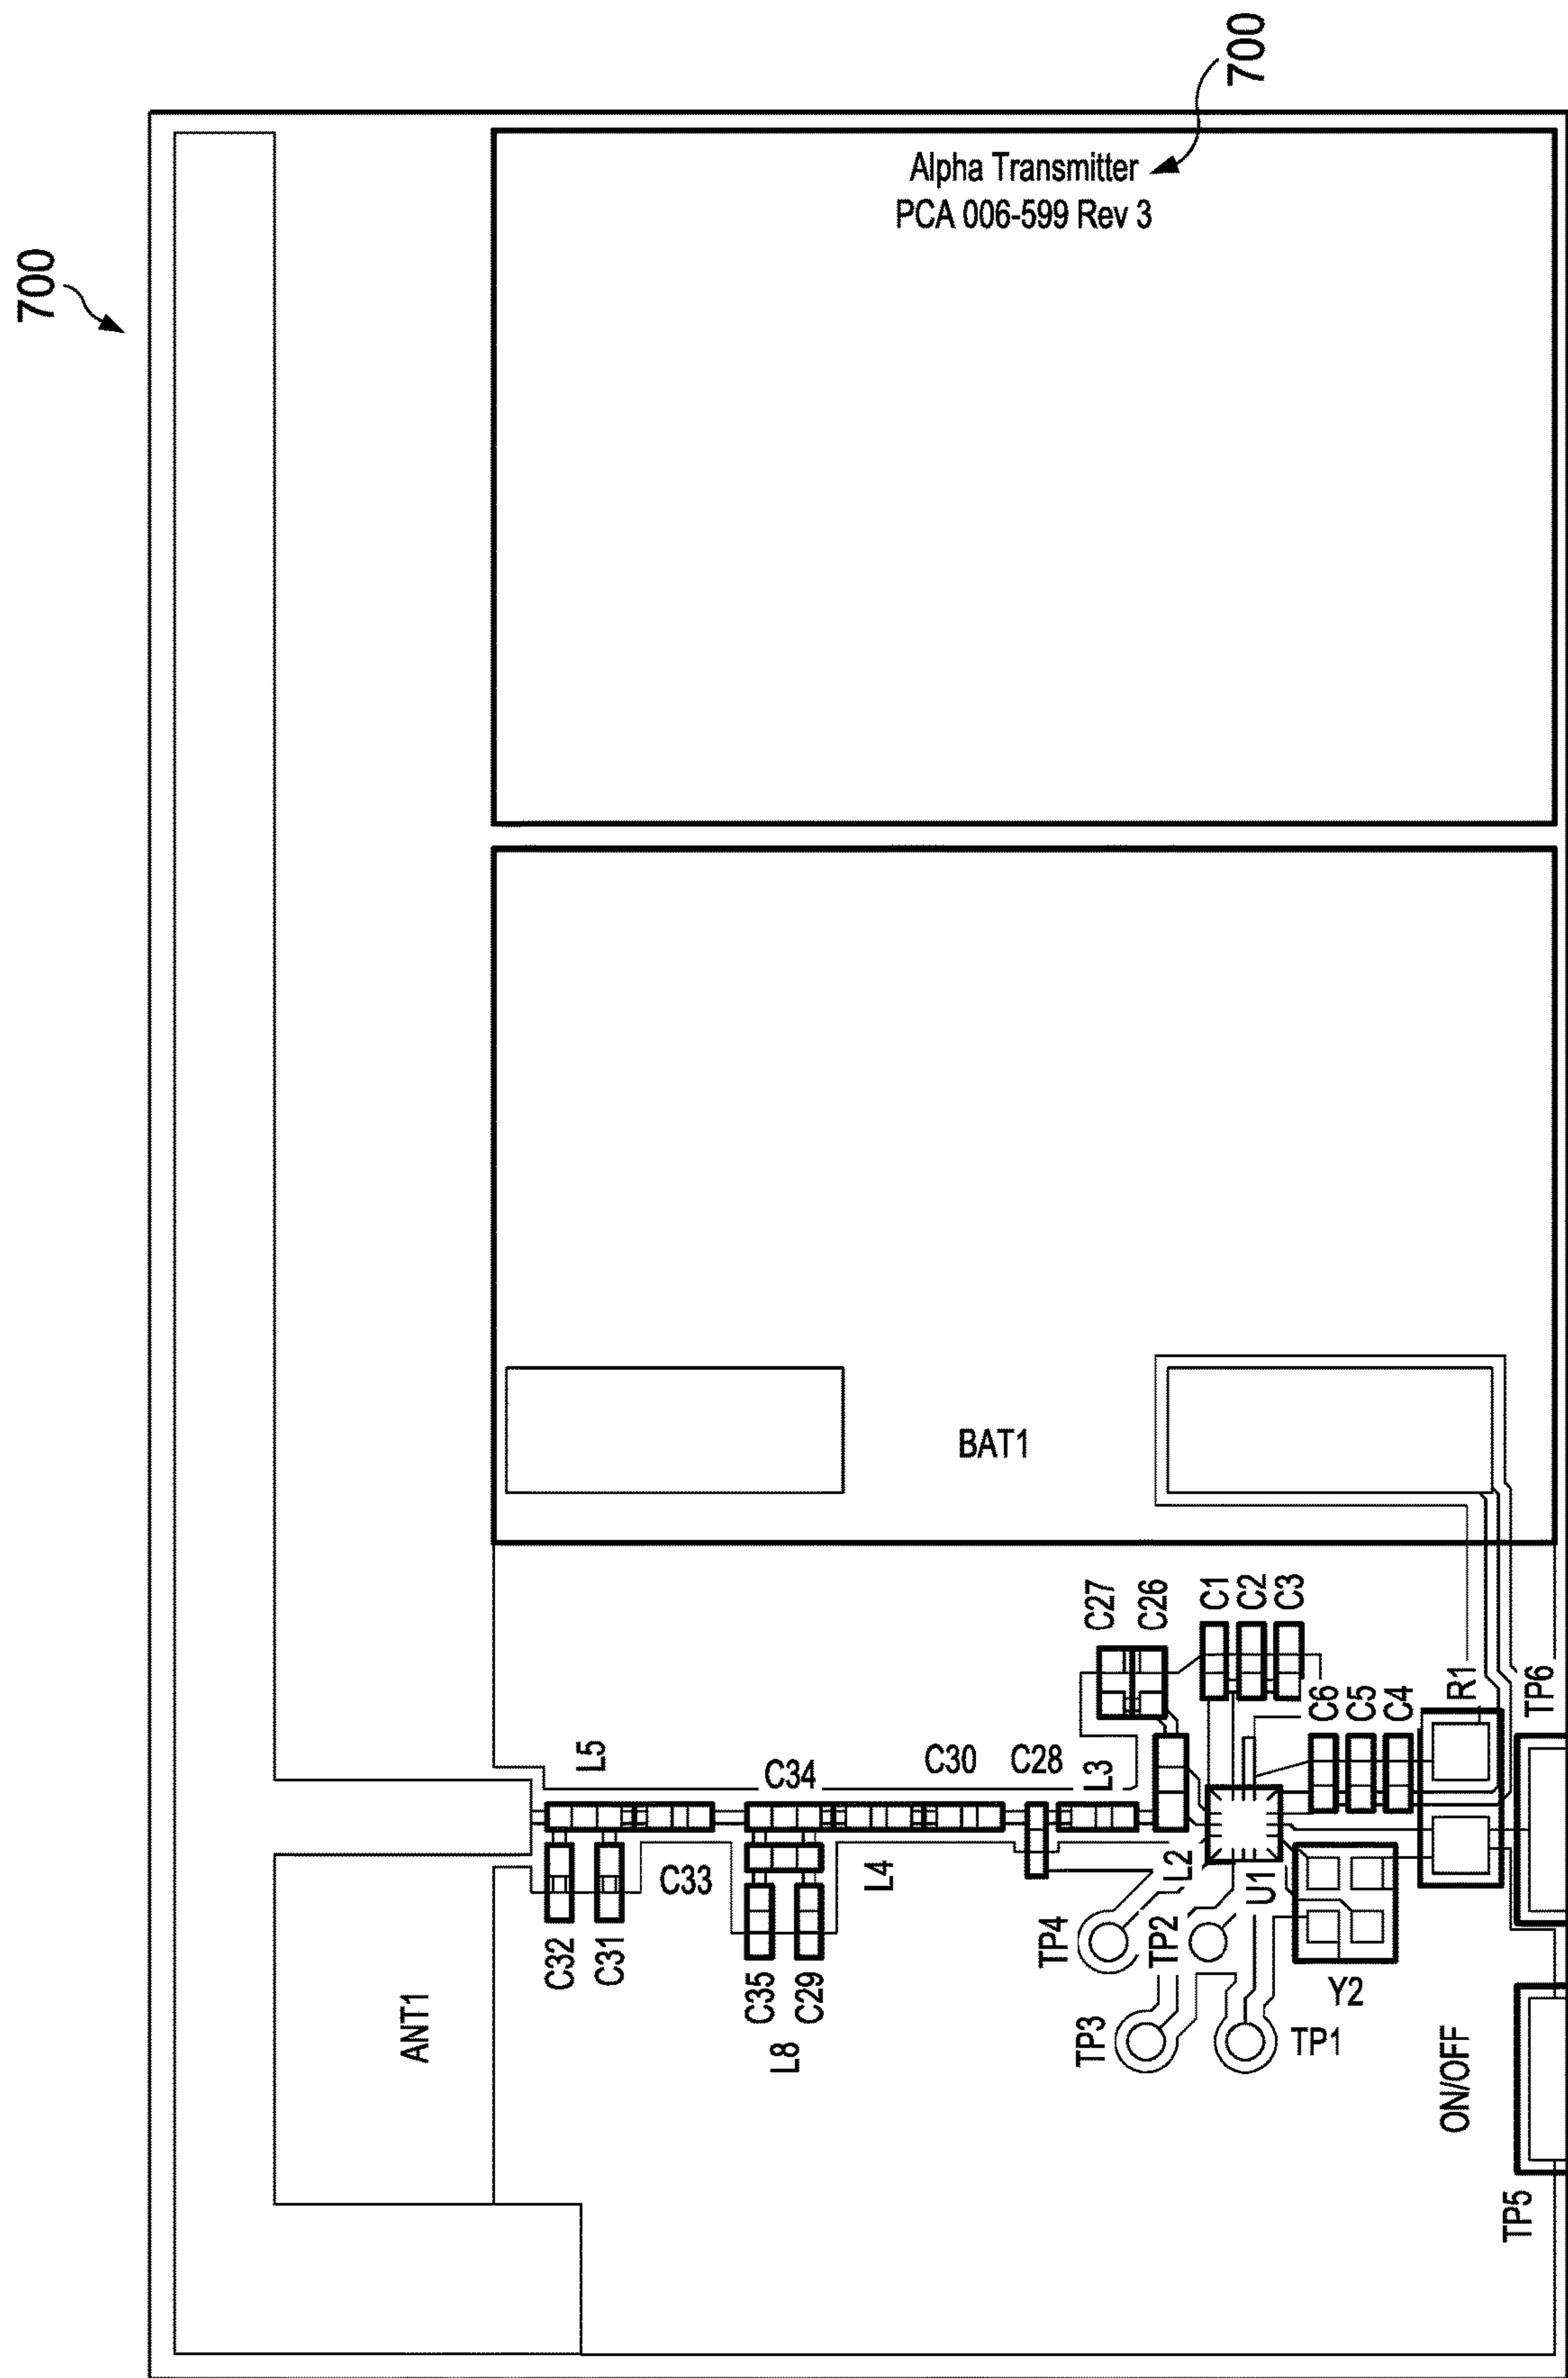 700
700
Alpha Transmitter
PCA 006-599 Rev 3
BAT1
C27
C26
C1
C2
C3
C6
C5
C4
R1
TP6
L5
C34
C30
C28
L3
C33
L4
L2
U1
C32
C31
C35
C29
L8
TP4
TP2
TP3
TP1
Y2
ANT1
ON/OFF
TP5